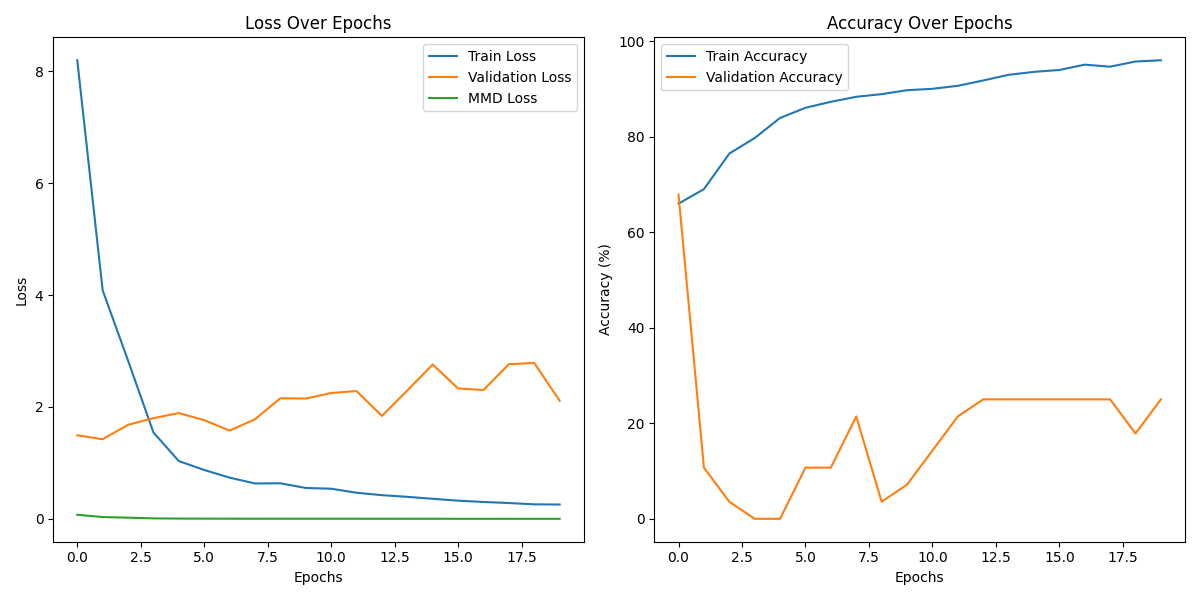 Loss Over Epochs
Train Loss
Validation Loss
MMD Loss
8
6
4
2
0
Loss
0.0 2.5 5.0 7.5 10.0 12.5 15.0 17.5
Epochs
Accuracy Over Epochs
Train Accuracy
Validation Accuracy
100
80
60
40
20
0
Accuracy (%)
0.0 2.5 5.0 7.5 10.0 12.5 15.0 17.5
Epochs